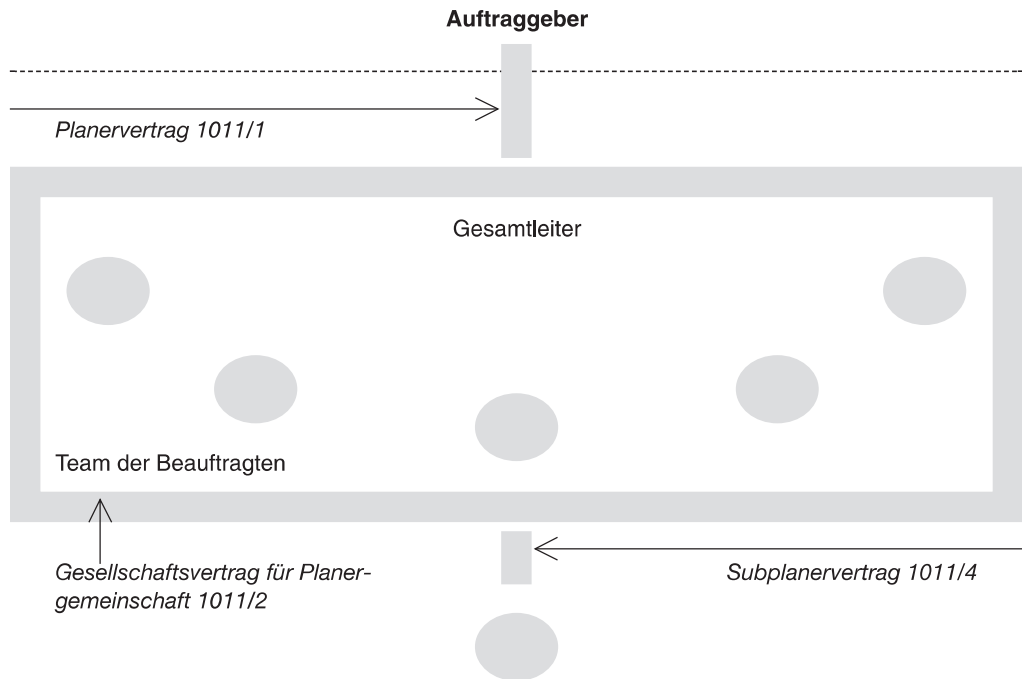 Auftraggeber
Planervertrag 1011/1
Gesamtleiter
Team der Beauftragten
Gesellschaftsvertrag für Planer-
gemeinschaft 1011/2
Subplanervertrag 1011/4